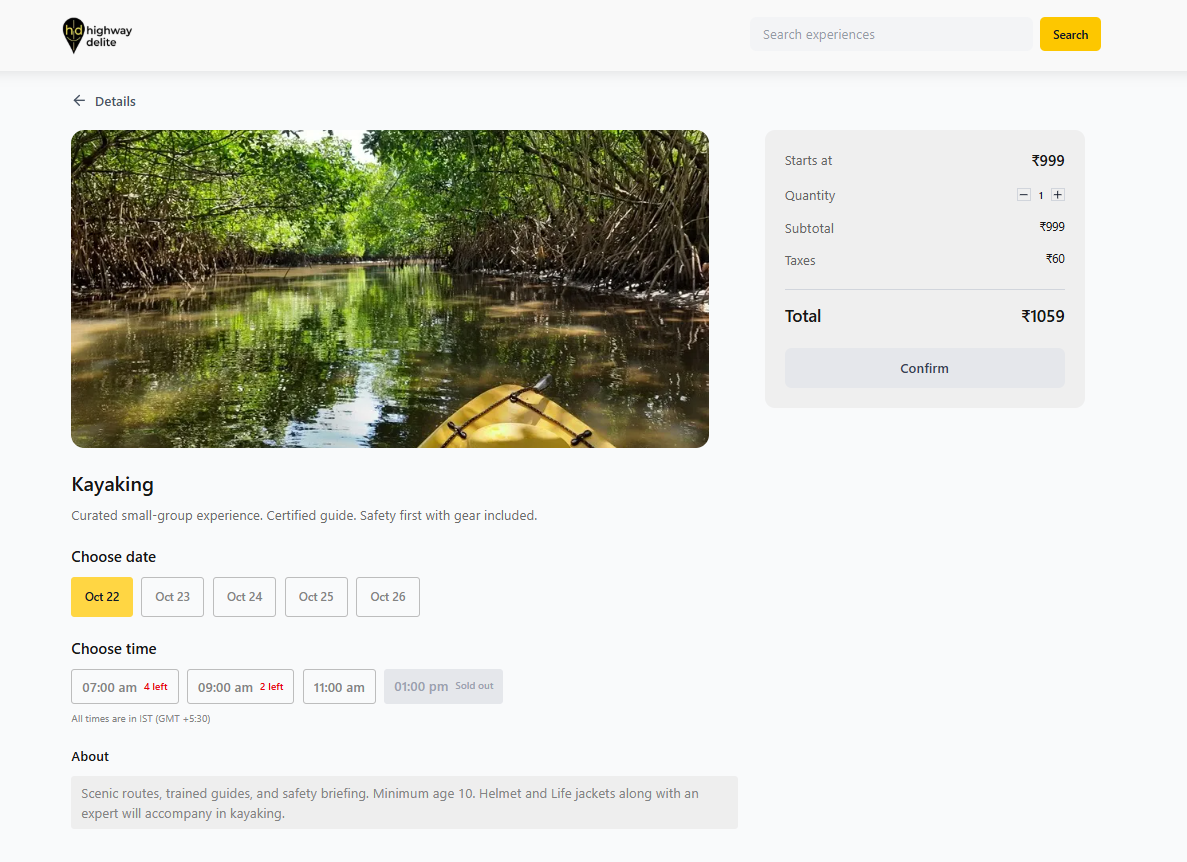 hd highway
delite
Search experiences
Search
Details
Starts at ₹999
Quantity − 1 +
Subtotal ₹999
Taxes ₹60
Total ₹1059
Confirm
Kayaking
Curated small-group experience. Certified guide. Safety first with gear included.
Choose date
Oct 22 Oct 23 Oct 24 Oct 25 Oct 26
Choose time
07:00 am 4 left 09:00 am 2 left 11:00 am 01:00 pm Sold out
All times are in IST (GMT +5:30)
About
Scenic routes, trained guides, and safety briefing. Minimum age 10. Helmet and Life jackets along with an
expert will accompany in kayaking.